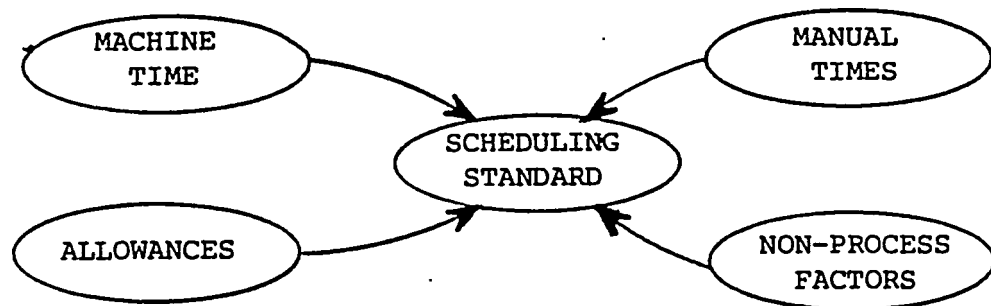 MACHINE
TIME
MANUAL
TIMES
SCHEDULING
STANDARD
ALLOWANCES
NON-PROCESS
FACTORS